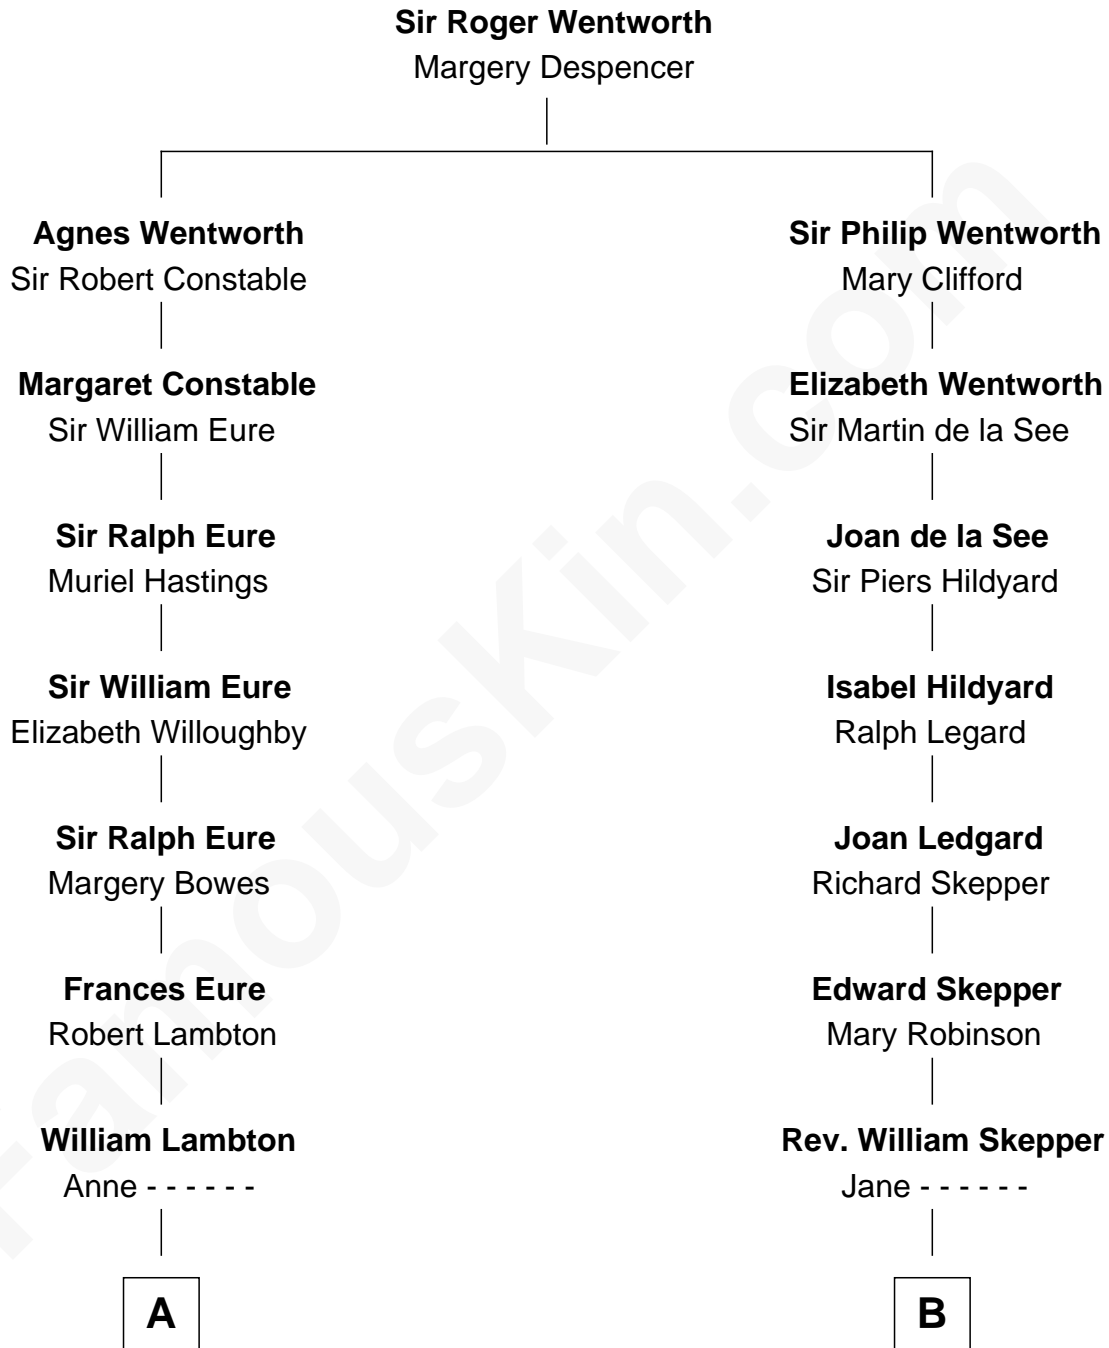 Sir Roger Wentworth
Margery Despencer
Agnes Wentworth
Sir Robert Constable
Sir Philip Wentworth
Mary Clifford
Margaret Constable
Sir William Eure
Elizabeth Wentworth
Sir Martin de la See
Sir Ralph Eure
Muriel Hastings
Joan de la See
Sir Piers Hildyard
Sir William Eure
Elizabeth Willoughby
Isabel Hildyard
Ralph Legard
Sir Ralph Eure
Margery Bowes
Joan Ledgard
Richard Skepper
Frances Eure
Robert Lambton
Edward Skepper
Mary Robinson
William Lambton
Anne - - - - - -
Rev. William Skepper
Jane - - - - - -
A
B
FamousKin.com